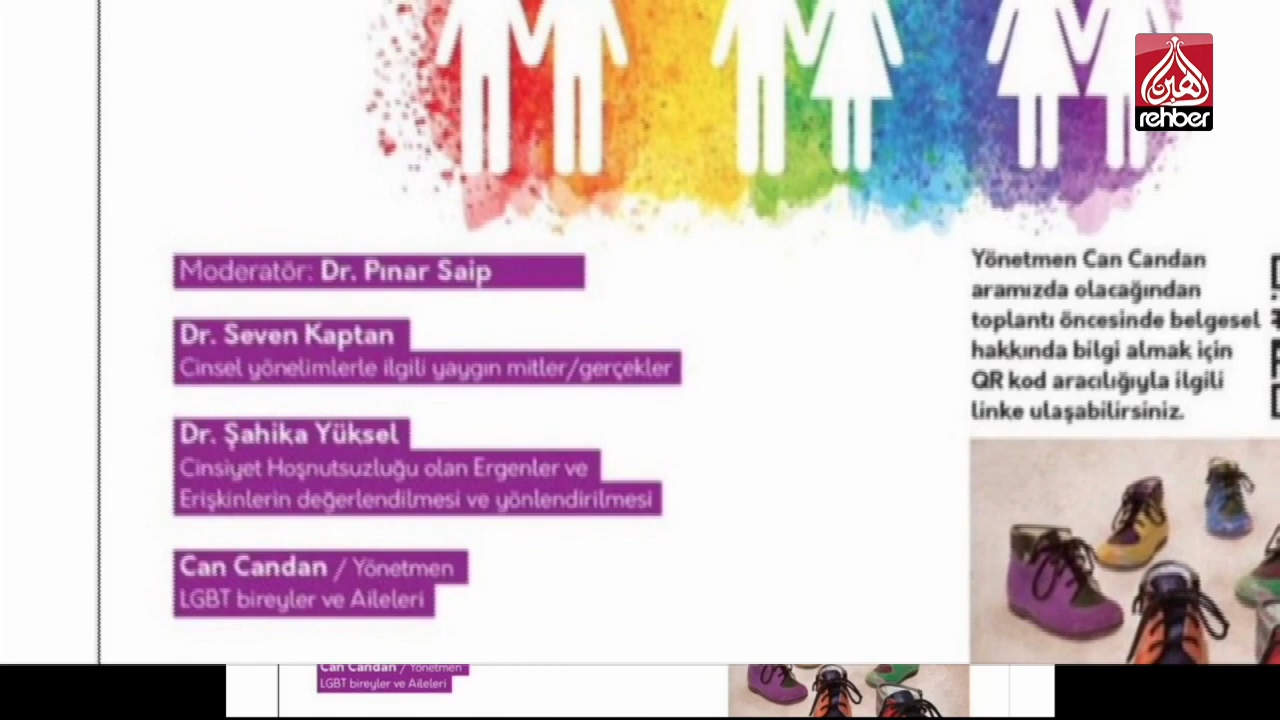 رهبر
rehber
Moderatör: Dr. Pınar Saip
Dr. Seven Kaptan
Cinsel yönelimlerle ilgili yaygın mitler/gerçekler
Dr. Şahika Yüksel
Cinsiyet Hoşnutsuzluğu olan Ergenler ve
Erişkinlerin değerlendilmesi ve yönlendirilmesi
Can Candan / Yönetmen
LGBT bireyler ve Aileleri
Yönetmen Can Candan
aramızda olacağından
toplantı öncesinde belgesel
hakkında bilgi almak için
QR kod aracılığıyla ilgili
linke ulaşabilirsiniz.
Can Candan / Yönetmen
LGBT bireyler ve Aileleri